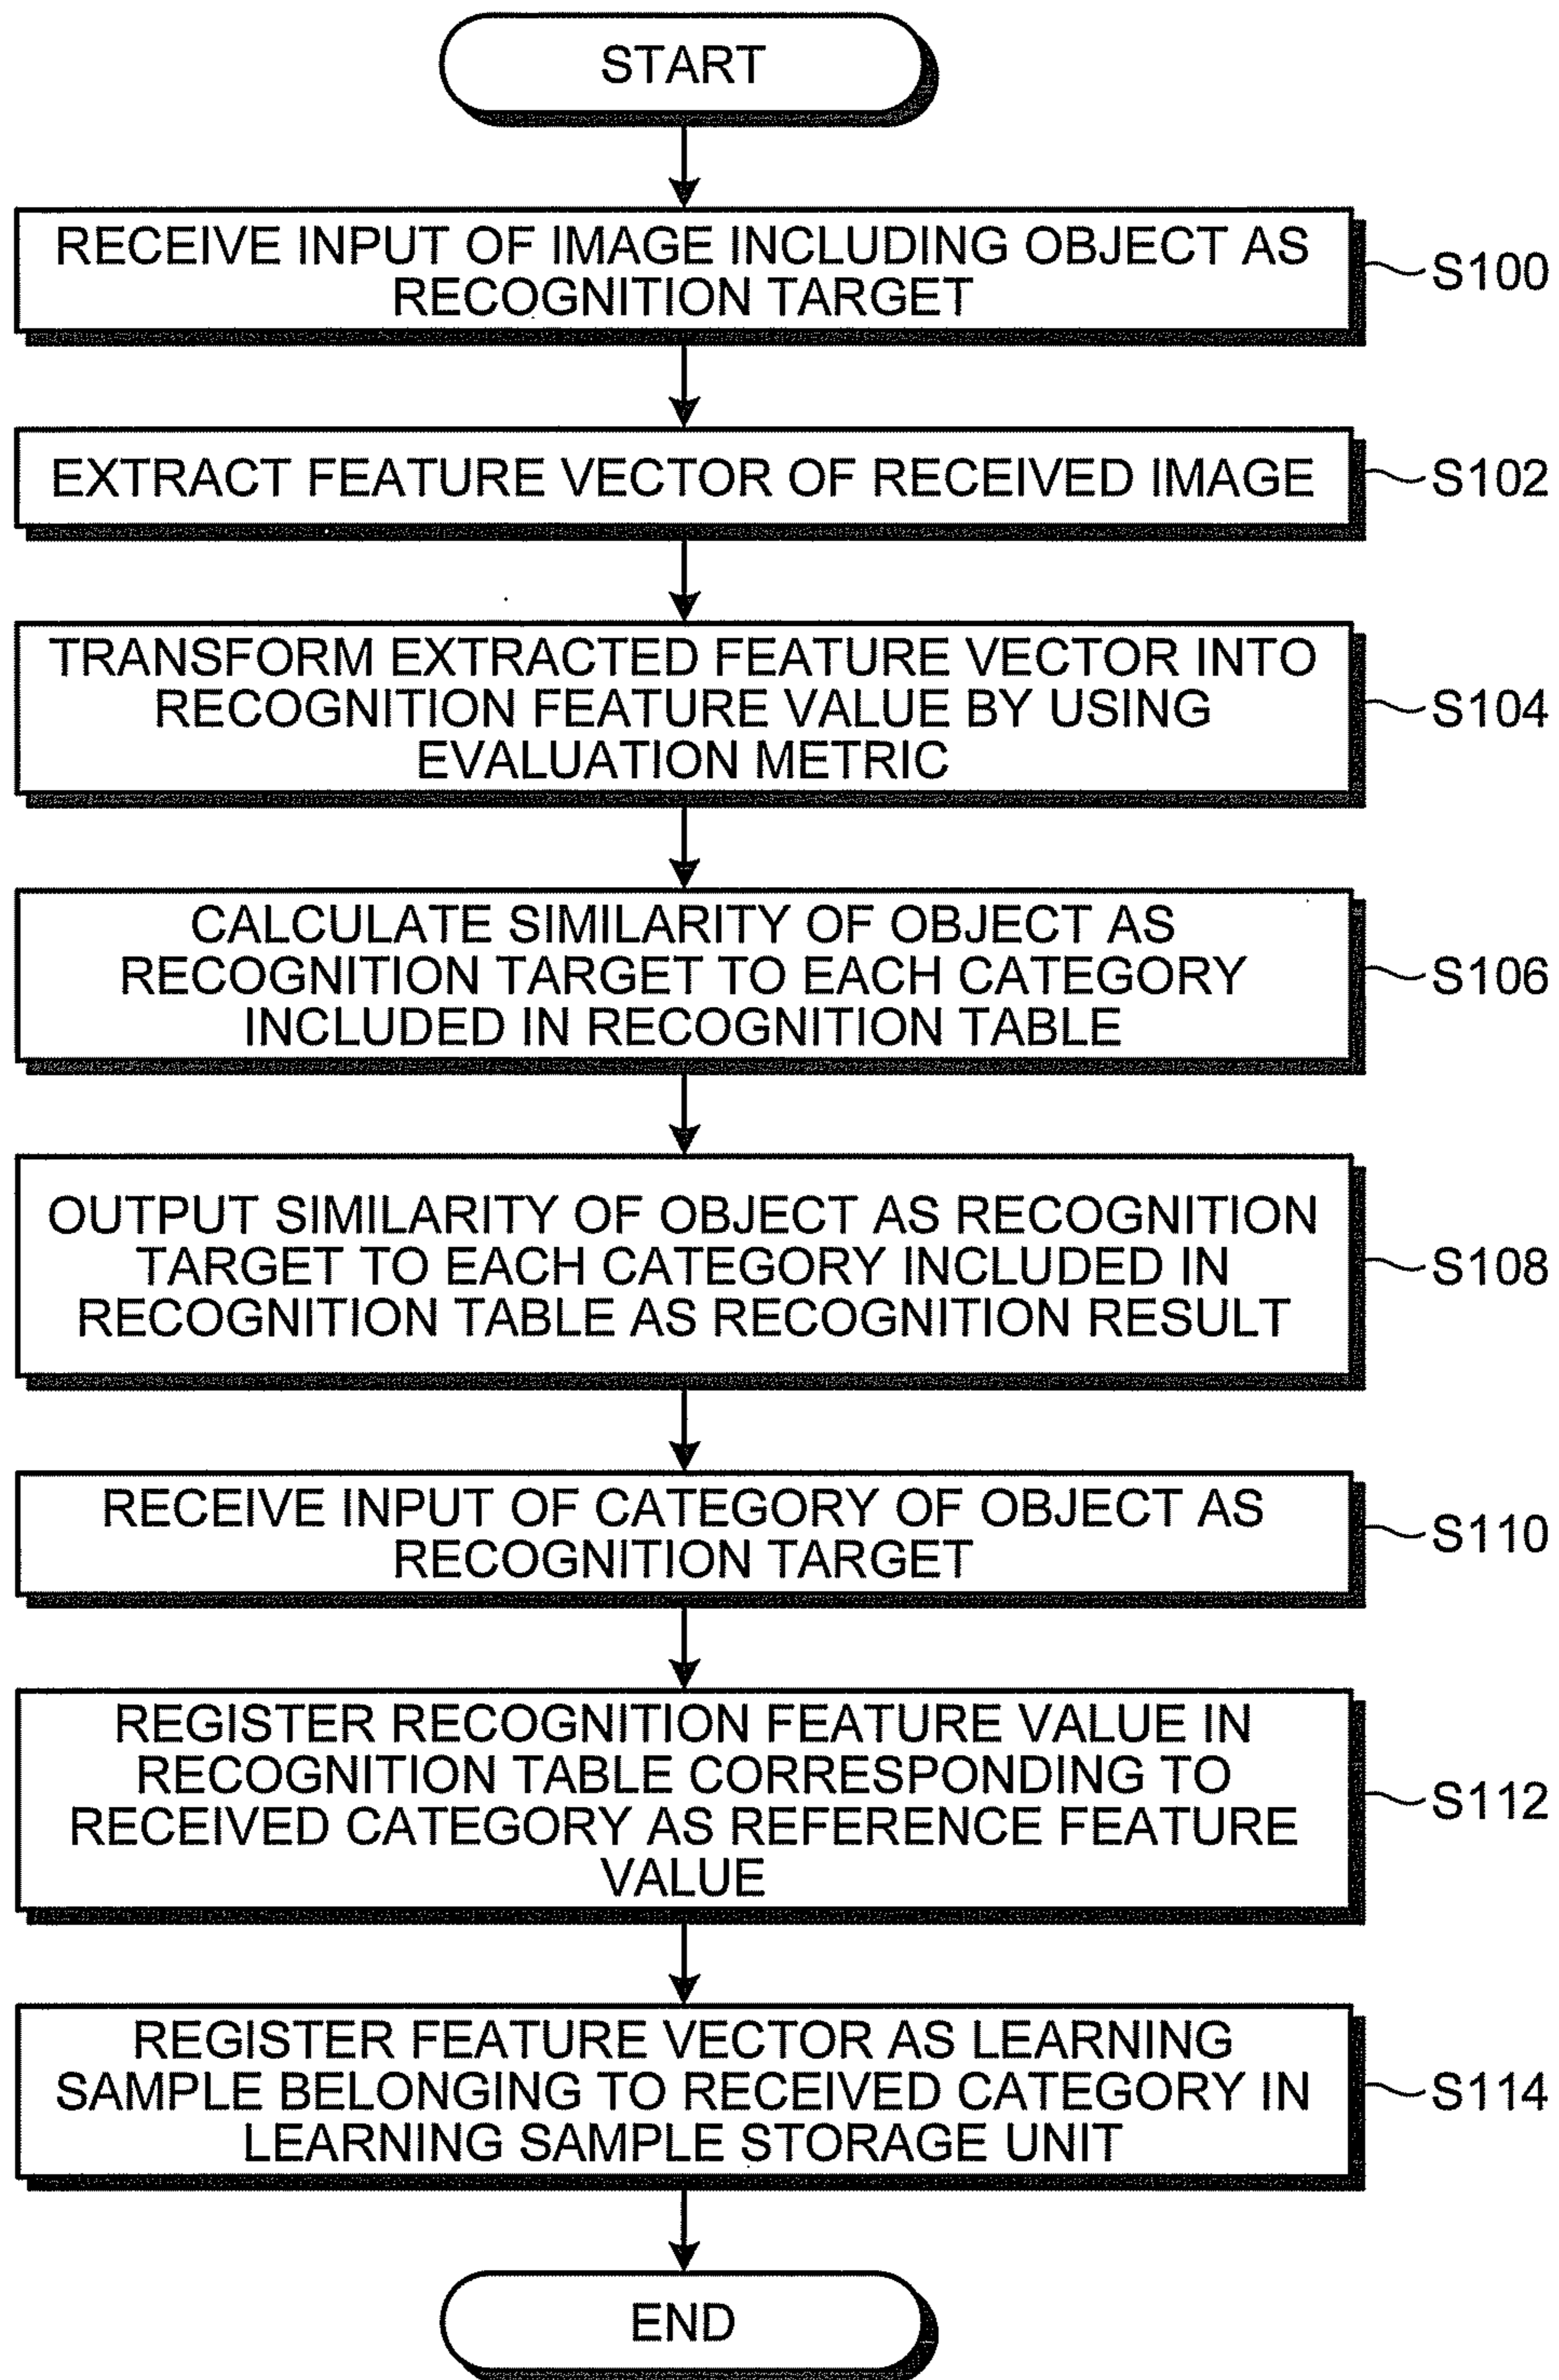 START
RECEIVE INPUT OF IMAGE INCLUDING OBJECT AS
RECOGNITION TARGET
S100
EXTRACT FEATURE VECTOR OF RECEIVED IMAGE
S102
TRANSFORM EXTRACTED FEATURE VECTOR INTO
RECOGNITION FEATURE VALUE BY USING
EVALUATION METRIC
S104
CALCULATE SIMILARITY OF OBJECT AS
RECOGNITION TARGET TO EACH CATEGORY
INCLUDED IN RECOGNITION TABLE
S106
OUTPUT SIMILARITY OF OBJECT AS RECOGNITION
TARGET TO EACH CATEGORY INCLUDED IN
RECOGNITION TABLE AS RECOGNITION RESULT
S108
RECEIVE INPUT OF CATEGORY OF OBJECT AS
RECOGNITION TARGET
S110
REGISTER RECOGNITION FEATURE VALUE IN
RECOGNITION TABLE CORRESPONDING TO
RECEIVED CATEGORY AS REFERENCE FEATURE
VALUE
S112
REGISTER FEATURE VECTOR AS LEARNING
SAMPLE BELONGING TO RECEIVED CATEGORY IN
LEARNING SAMPLE STORAGE UNIT
S114
END